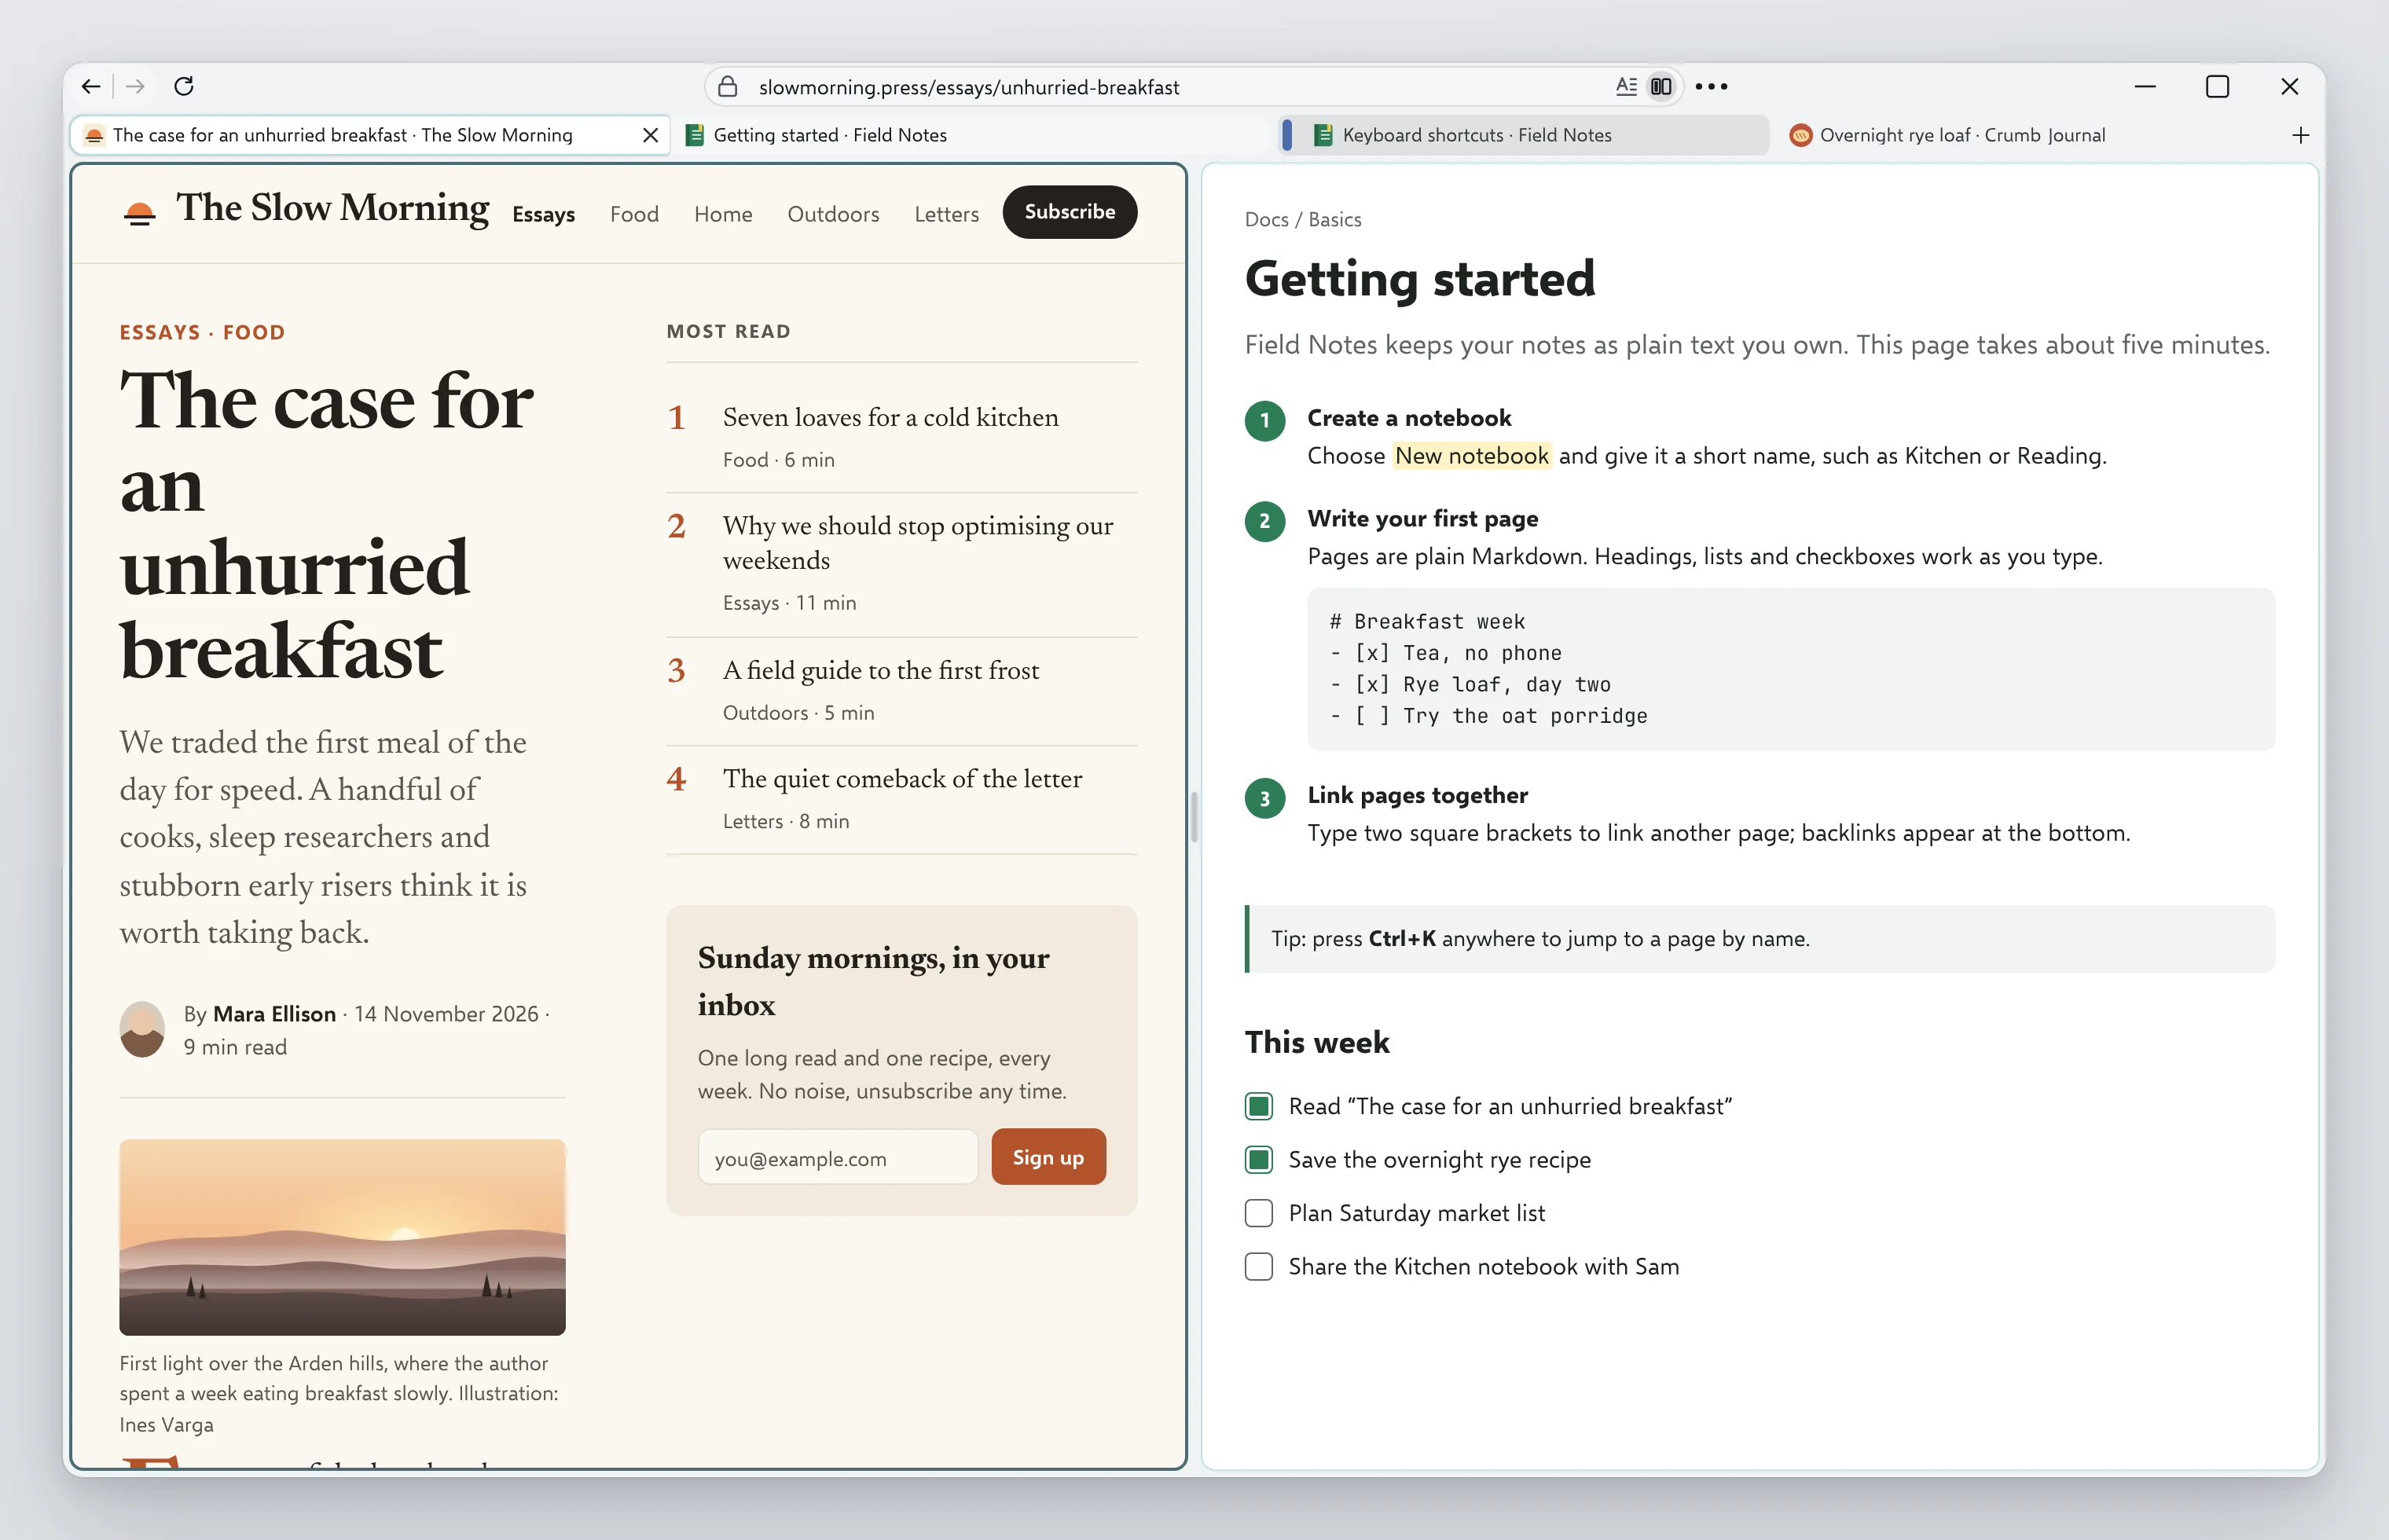 slowmorning.press/essays/unhurried-breakfast
The case for an unhurried breakfast · The Slow Morning
Getting started · Field Notes
Keyboard shortcuts · Field Notes
Overnight rye loaf · Crumb Journal
The Slow Morning
Essays
Food
Home
Outdoors
Letters
Subscribe
ESSAYS · FOOD
The case for
an
unhurried
breakfast
We traded the first meal of the
day for speed. A handful of
cooks, sleep researchers and
stubborn early risers think it is
worth taking back.
By Mara Ellison · 14 November 2026 ·
9 min read
First light over the Arden hills, where the author
spent a week eating breakfast slowly. Illustration:
Ines Varga
MOST READ
1 Seven loaves for a cold kitchen
Food · 6 min
2 Why we should stop optimising our
weekends
Essays · 11 min
3 A field guide to the first frost
Outdoors · 5 min
4 The quiet comeback of the letter
Letters · 8 min
Sunday mornings, in your
inbox
One long read and one recipe, every
week. No noise, unsubscribe any time.
you@example.com
Sign up
Docs / Basics
Getting started
Field Notes keeps your notes as plain text you own. This page takes about five minutes.
1 Create a notebook
Choose New notebook and give it a short name, such as Kitchen or Reading.
2 Write your first page
Pages are plain Markdown. Headings, lists and checkboxes work as you type.
# Breakfast week
- [x] Tea, no phone
- [x] Rye loaf, day two
- [ ] Try the oat porridge
3 Link pages together
Type two square brackets to link another page; backlinks appear at the bottom.
Tip: press Ctrl+K anywhere to jump to a page by name.
This week
Read “The case for an unhurried breakfast”
Save the overnight rye recipe
Plan Saturday market list
Share the Kitchen notebook with Sam